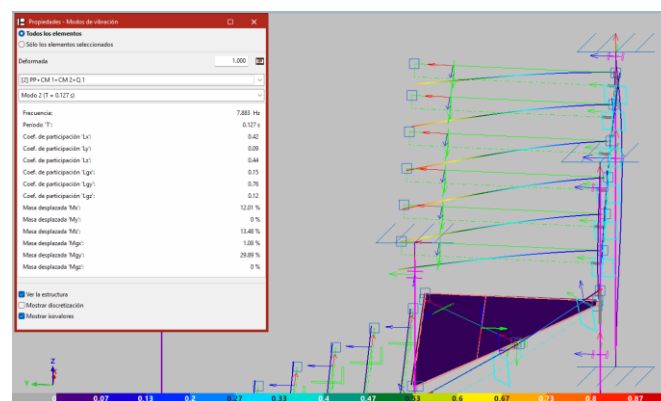 Propiedades - Modos de vibración
Todos los elementos
Sólo los elementos seleccionados
Deformada 1.000
[2] PP+CM 1+CM 2+Q 1
Modo 2 (T = 0.127 s)
Frecuencia: 7.883 Hz
Período 'T': 0.127 s
Coef. de participación 'Lx': 0.42
Coef. de participación 'Ly': 0.09
Coef. de participación 'Lz': 0.44
Coef. de participación 'Lgx': 0.15
Coef. de participación 'Lgy': 0.76
Coef. de participación 'Lgz': 0.12
Masa desplazada 'Mx': 12.01 %
Masa desplazada 'My': 0 %
Masa desplazada 'Mz': 13.48 %
Masa desplazada 'Mgx': 1.08 %
Masa desplazada 'Mgy': 29.89 %
Masa desplazada 'Mgz': 0 %
Ver la estructura
Mostrar discretización
Mostrar isovalores
Z
Y
0 0.07 0.13 0.2 0.27 0.33 0.4 0.47 0.53 0.6 0.67 0.73 0.8 0.87